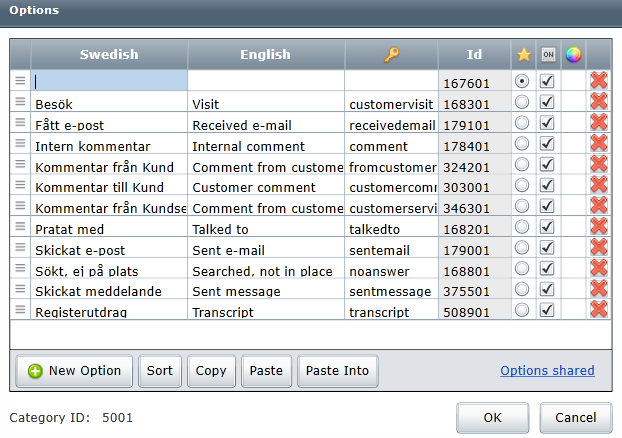 Options
Swedish English Id
167601
Besök Visit customervisit 168301
Fått e-post Received e-mail receivedemail 179101
Intern kommentar Internal comment comment 178401
Kommentar från Kund Comment from custome fromcustomer 324201
Kommentar till Kund Customer comment customercomr 303001
Kommentar från Kundse Comment from custome customerservi 346301
Pratat med Talked to talkedto 168201
Skickat e-post Sent e-mail sentemail 179001
Sökt, ej på plats Searched, not in place noanswer 168801
Skickat meddelande Sent message sentmessage 375501
Registerutdrag Transcript transcript 508901
New Option Sort Copy Paste Paste Into Options shared
Category ID: 5001 OK Cancel